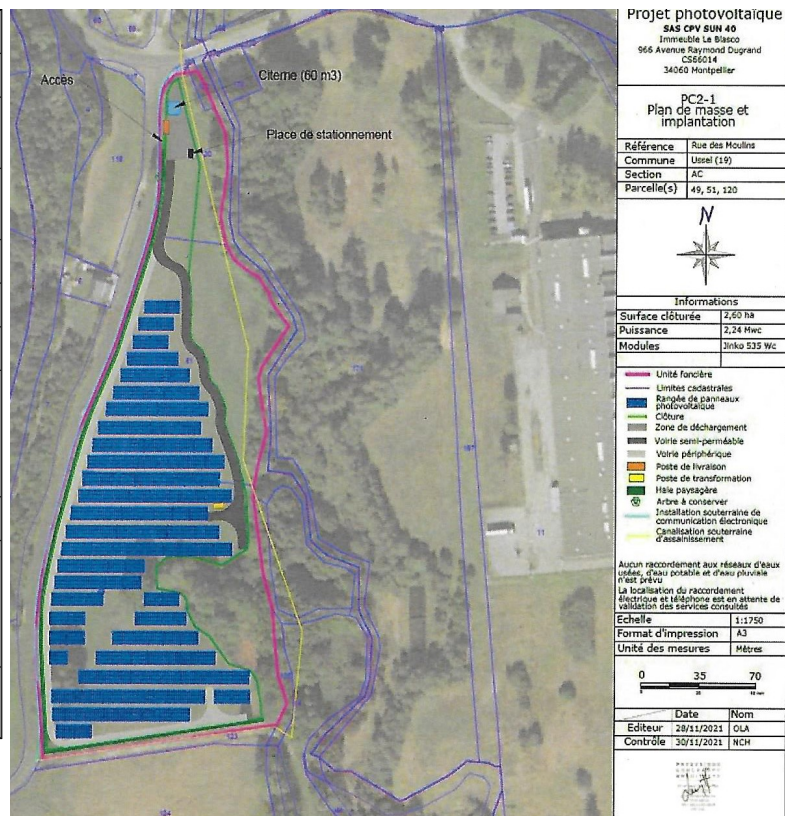 Projet photovoltaïque
SAS CPV SUN 40
Immeuble Le Blasco
966 Avenue Raymond Dugrand
CS66014
34060 Montpellier
PC2-1
Plan de masse et
implantation
Référence Rue des Moulins
Commune Ussel (19)
Section AC
Parcelle(s) 49, 51, 120
N
Informations
Surface clôturée 2,60 ha
Puissance 2,24 Mwc
Modules Jinko 535 Wc
Unité foncière
Limites cadastrales
Rangée de panneaux
photovoltaïque
Clôture
Zone de déchargement
Voirie semi-perméable
Voirie périphérique
Poste de livraison
Poste de transformation
Haie paysagère
Arbre à conserver
Installation souterraine de
communication électronique
Canalisation souterraine
d'assainissement
Aucun raccordement aux réseaux d'eaux
usées, d'eau potable et d'eau pluviale
n'est prévu
La localisation du raccordement
électrique et téléphone est en attente de
validation des services consultés
Echelle 1:1750
Format d'impression A3
Unité des mesures Mètres
0 35 70
Date Nom
Editeur 28/11/2021 OLA
Contrôle 30/11/2021 NCH
Accès
Citerne (60 m3)
Place de stationnement
11